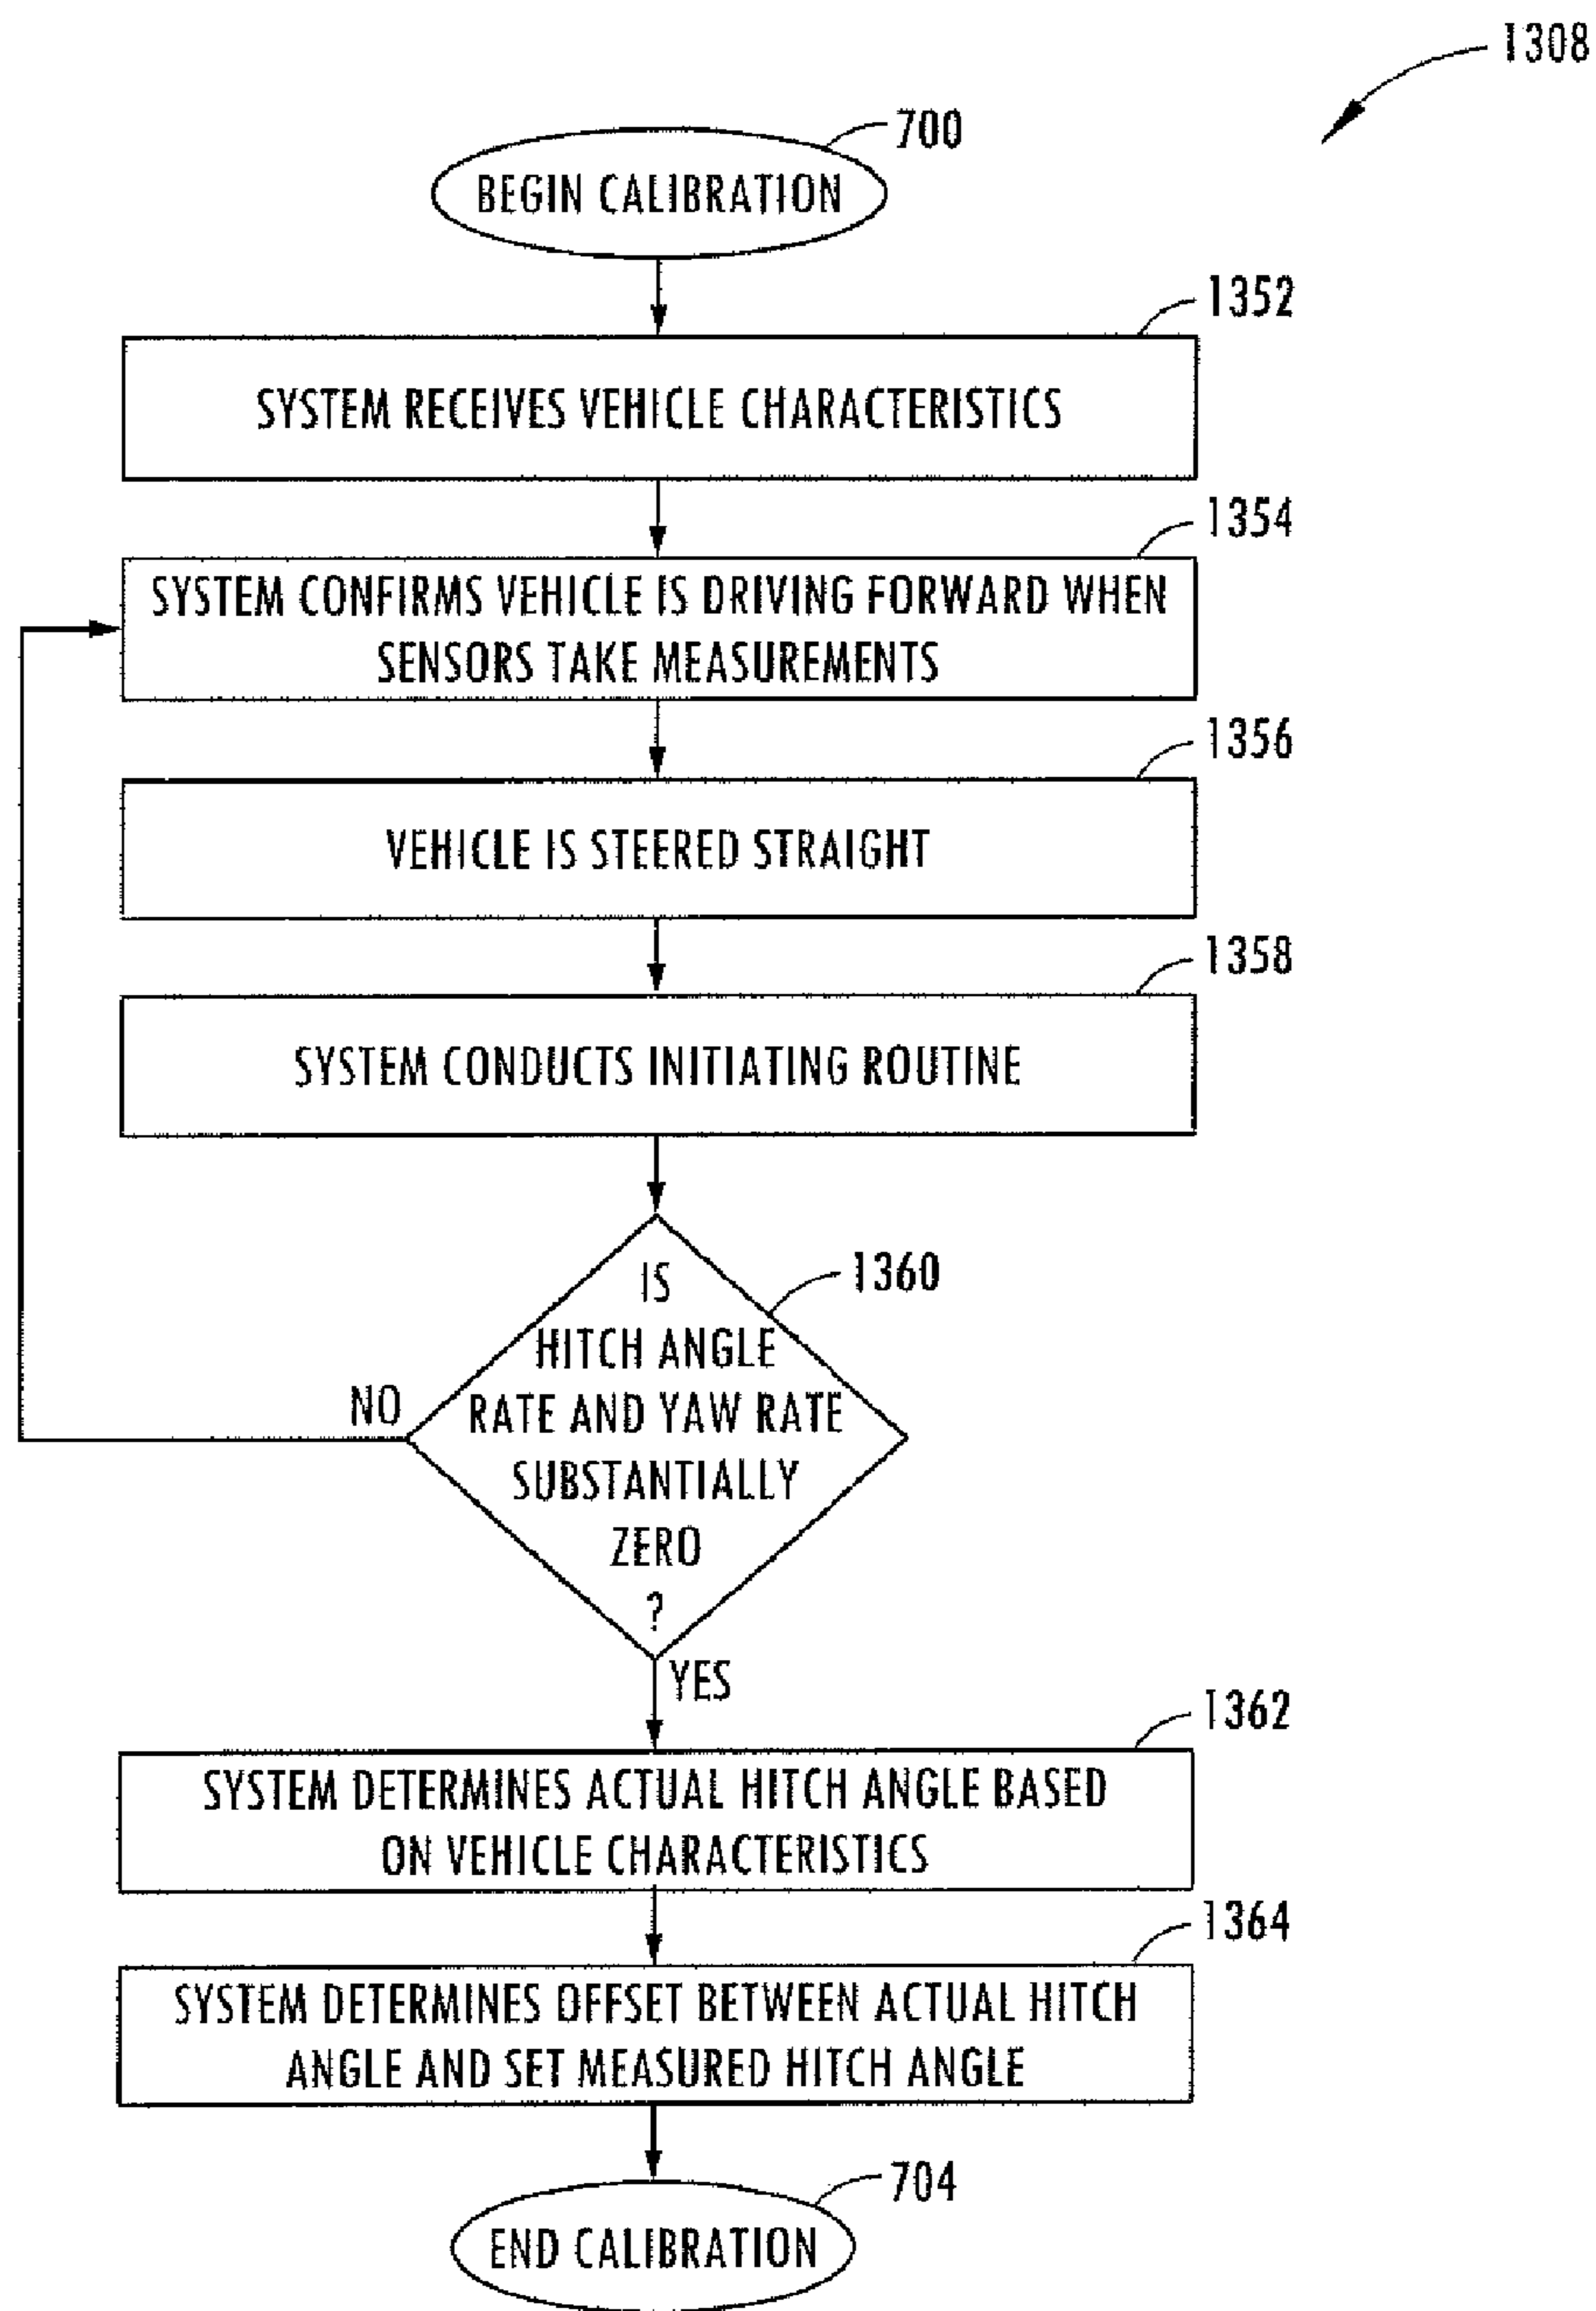 1308
700
BEGIN CALIBRATION
1352
SYSTEM RECEIVES VEHICLE CHARACTERISTICS
1354
SYSTEM CONFIRMS VEHICLE IS DRIVING FORWARD WHEN
SENSORS TAKE MEASUREMENTS
1356
VEHICLE IS STEERED STRAIGHT
1358
SYSTEM CONDUCTS INITIATING ROUTINE
1360
IS
HITCH ANGLE
RATE AND YAW RATE
SUBSTANTIALLY
ZERO
?
NO
YES
1362
SYSTEM DETERMINES ACTUAL HITCH ANGLE BASED
ON VEHICLE CHARACTERISTICS
1364
SYSTEM DETERMINES OFFSET BETWEEN ACTUAL HITCH
ANGLE AND SET MEASURED HITCH ANGLE
704
END CALIBRATION